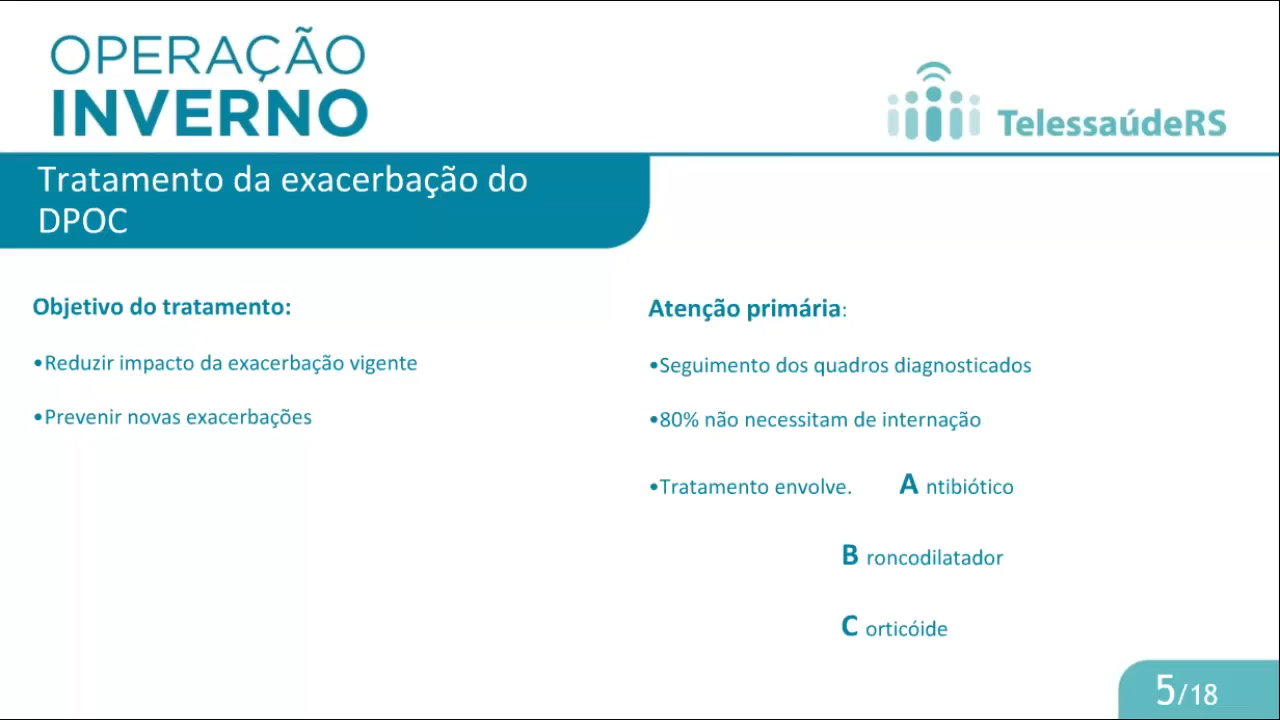 OPERAÇÃO
INVERNO
TelessaúdeRS
Tratamento da exacerbação do
DPOC
Objetivo do tratamento:
•Reduzir impacto da exacerbação vigente
•Prevenir novas exacerbações
Atenção primária:
•Seguimento dos quadros diagnosticados
•80% não necessitam de internação
•Tratamento envolve. A ntibiótico
B roncodilatador
C orticóide
5/18